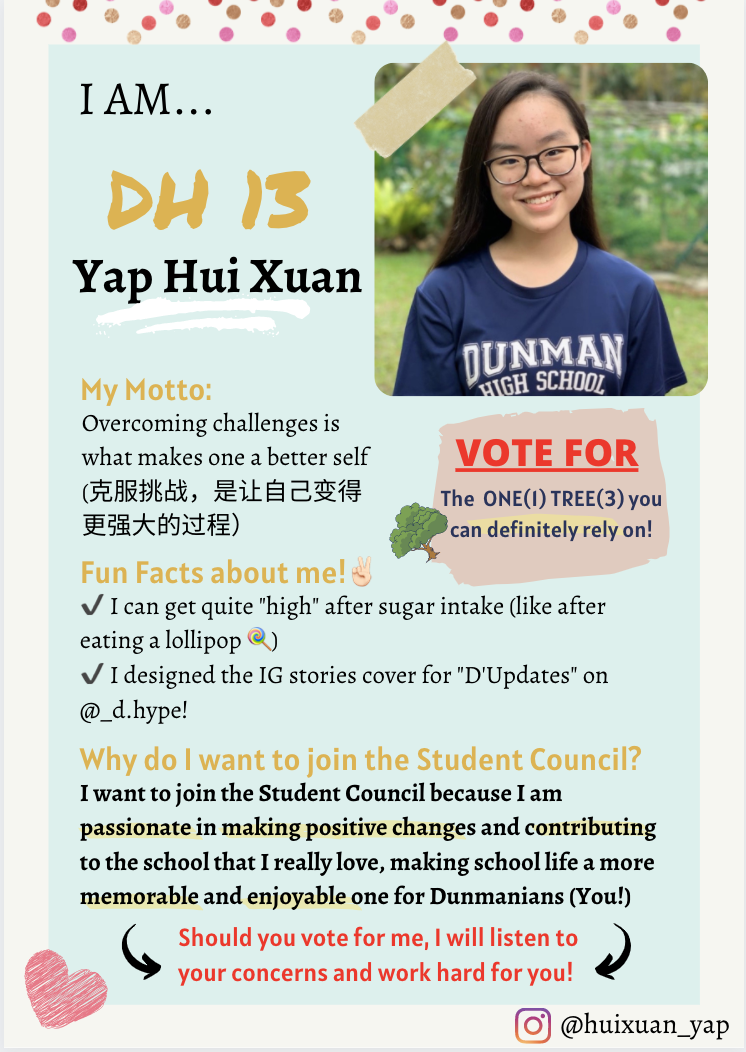 I AM...
DH 13
Yap Hui Xuan
DUNMAN
HIGH SCHOOL
My Motto:
Overcoming challenges is
what makes one a better self
(克服挑战，是让自己变得
更强大的过程）
VOTE FOR
The ONE(1) TREE(3) you
can definitely rely on!
Fun Facts about me!✌🏻
✔ I can get quite "high" after sugar intake (like after
eating a lollipop 🍭)
✔ I designed the IG stories cover for "D'Updates" on
@_d.hype!
Why do I want to join the Student Council?
I want to join the Student Council because I am
passionate in making positive changes and contributing
to the school that I really love, making school life a more
memorable and enjoyable one for Dunmanians (You!)
Should you vote for me, I will listen to
your concerns and work hard for you!
@huixuan_yap